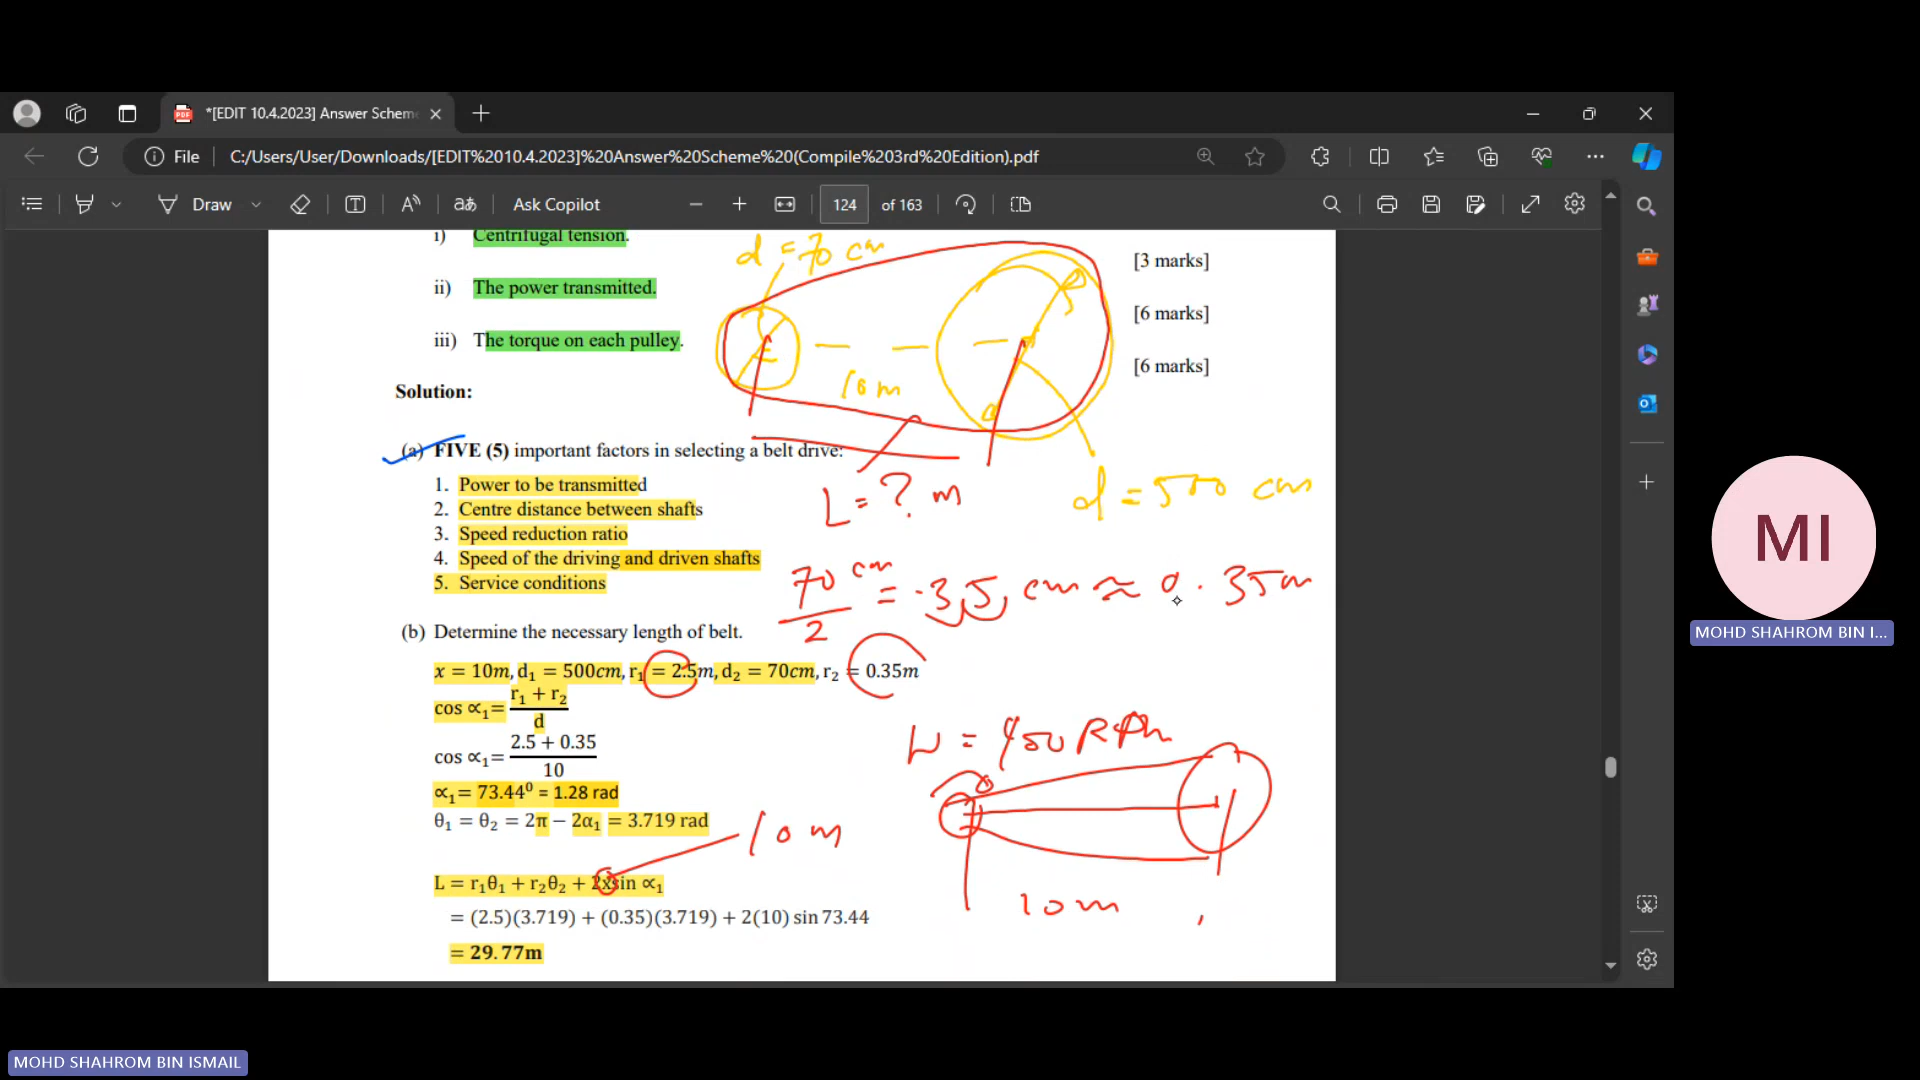 *[EDIT 10.4.2023] Answer Scheme
File
C:/Users/User/Downloads/[EDIT%2010.4.2023]%20Answer%20Scheme%20(Compile%203rd%20Edition).pdf
Draw
aあ
Ask Copilot
124
of 163
i) Centrifugal tension.
[3 marks]
ii) The power transmitted.
[6 marks]
iii) The torque on each pulley.
[6 marks]
d = 70 cm
10 m
L = ? m
d = 500 cm
Solution:
(a) FIVE (5) important factors in selecting a belt drive:
1. Power to be transmitted
2. Centre distance between shafts
3. Speed reduction ratio
4. Speed of the driving and driven shafts
5. Service conditions
70 cm / 2 = .35, cm ≈ 0.35m
(b) Determine the necessary length of belt.
x = 10m, d₁ = 500cm, r₁ = 2.5m, d₂ = 70cm, r₂ = 0.35m
cos ∝₁= r₁ + r₂ / d
cos ∝₁= 2.5 + 0.35 / 10
∝₁= 73.44⁰ = 1.28 rad
θ₁ = θ₂ = 2π − 2α₁ = 3.719 rad
10 m
L = r₁θ₁ + r₂θ₂ + 2xsin ∝₁
= (2.5)(3.719) + (0.35)(3.719) + 2(10) sin 73.44
= 29.77m
10m
MI
MOHD SHAHROM BIN I...
MOHD SHAHROM BIN ISMAIL